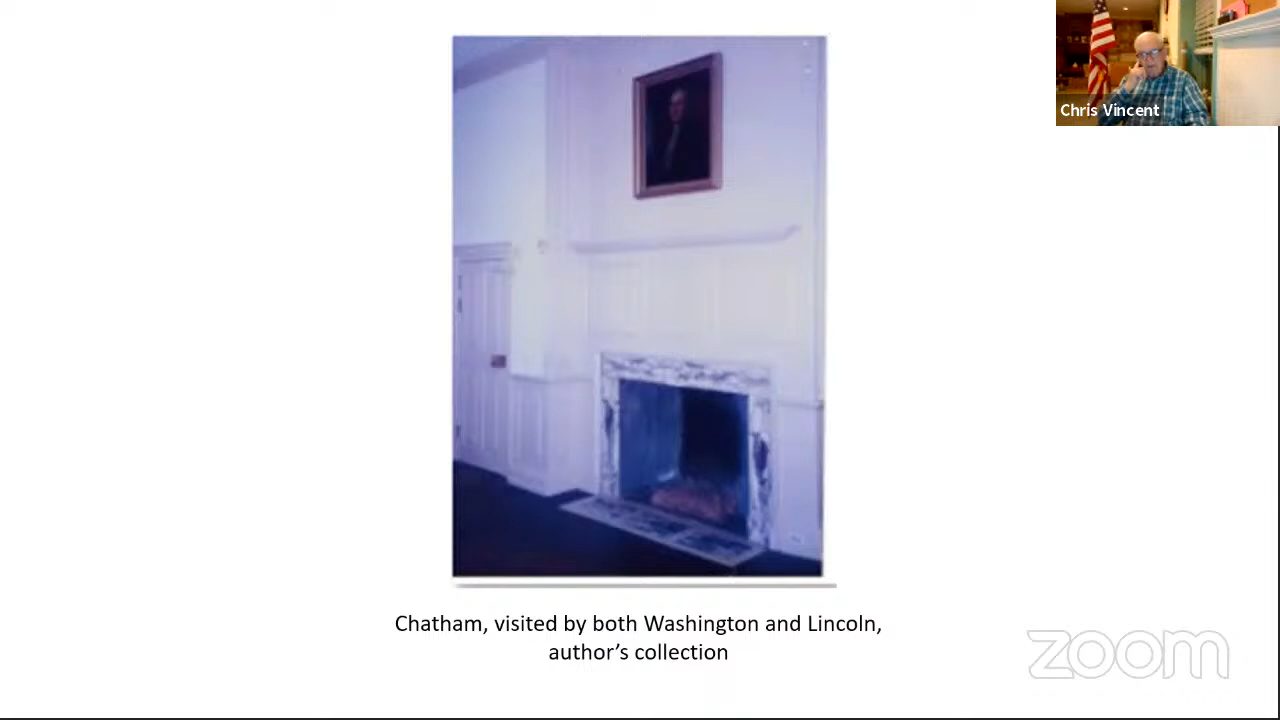 Chris Vincent
Chatham, visited by both Washington and Lincoln,
author's collection
zoom